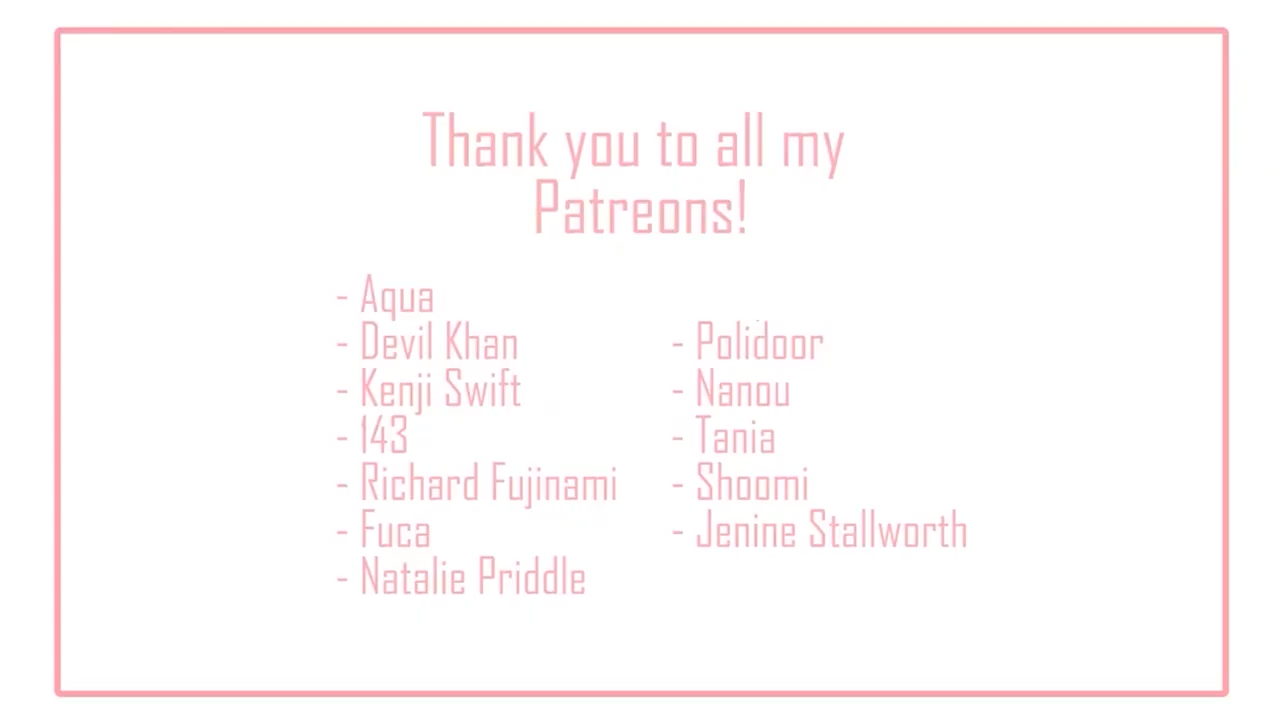 Thank you to all my
Patreons!
- Aqua
- Devil Khan
- Kenji Swift
- 143
- Richard Fujinami
- Fuca
- Natalie Priddle
- Polidoor
- Nanou
- Tania
- Shoomi
- Jenine Stallworth